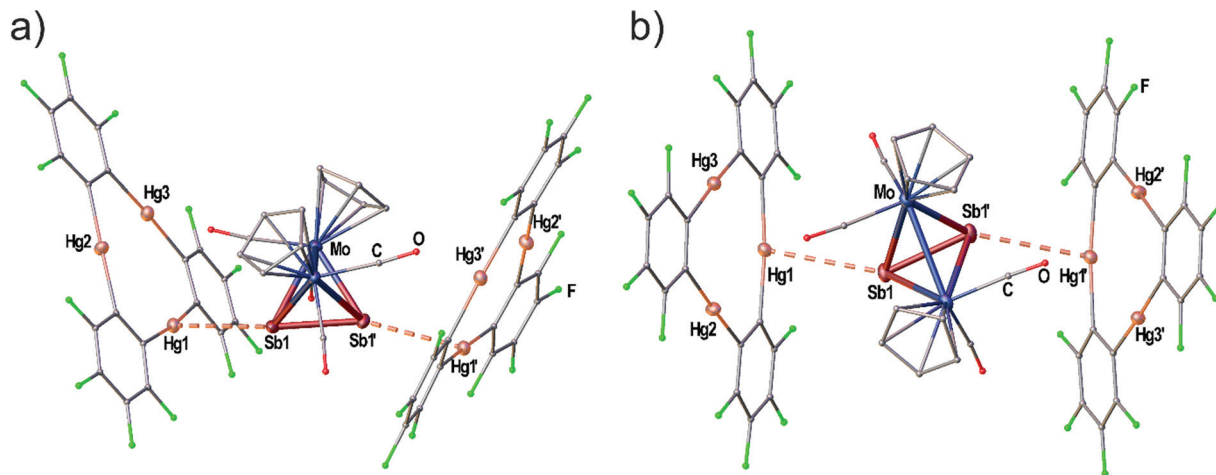 a)
b)
Hg3
Hg2
Hg1
Mo
C
O
Sb1
Sb1'
Hg3'
Hg2'
F
Hg1'
Hg3
Hg1
Hg2
Mo
Sb1'
Sb1
C
O
F
Hg2'
Hg1'
Hg3'